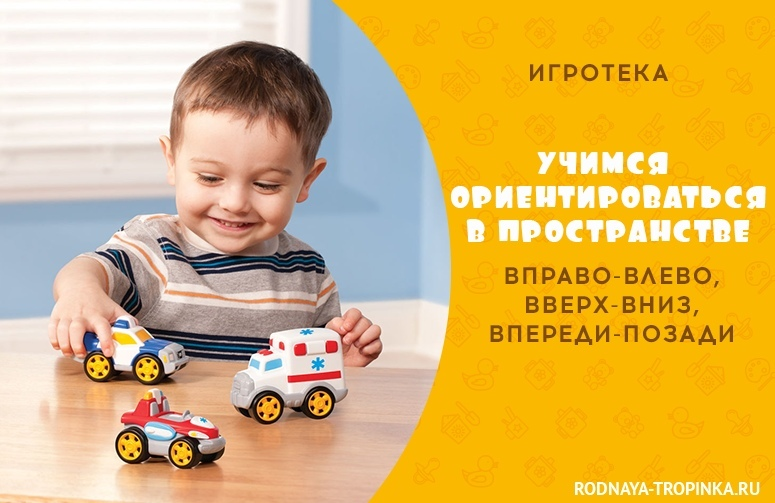 ИГРОТЕКА
УЧИМСЯ
ОРИЕНТИРОВАТЬСЯ
В ПРОСТРАНСТВЕ
ВПРАВО-ВЛЕВО,
ВВЕРХ-ВНИЗ,
ВПЕРЕДИ-ПОЗАДИ
RODNAYA-TROPINKA.RU